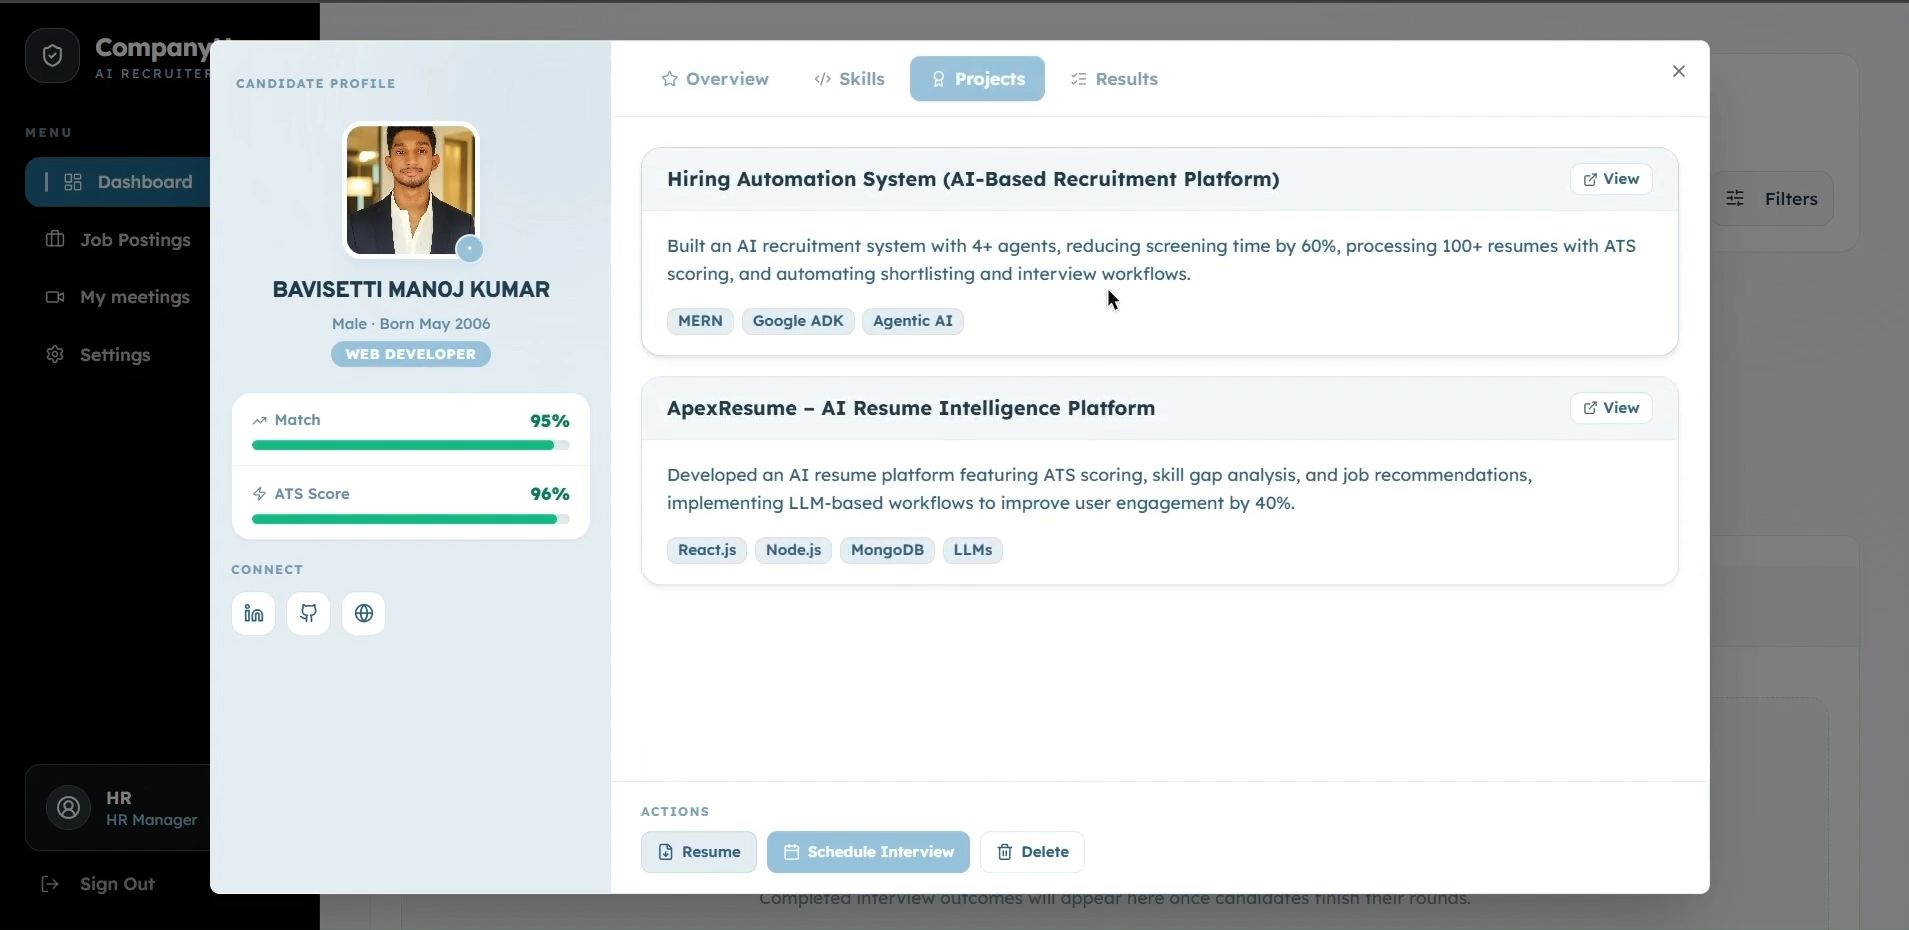 CompanyN
AI RECRUITER
MENU
Dashboard
Job Postings
My meetings
Settings
HR
HR Manager
Sign Out
CANDIDATE PROFILE
BAVISETTI MANOJ KUMAR
Male · Born May 2006
WEB DEVELOPER
Match 95%
ATS Score 96%
CONNECT
Overview Skills Projects Results
Hiring Automation System (AI-Based Recruitment Platform) View
Built an AI recruitment system with 4+ agents, reducing screening time by 60%, processing 100+ resumes with ATS
scoring, and automating shortlisting and interview workflows.
MERN Google ADK Agentic AI
ApexResume – AI Resume Intelligence Platform View
Developed an AI resume platform featuring ATS scoring, skill gap analysis, and job recommendations,
implementing LLM-based workflows to improve user engagement by 40%.
React.js Node.js MongoDB LLMs
ACTIONS
Resume Schedule Interview Delete
Filters
Completed interview outcomes will appear here once candidates finish their rounds.